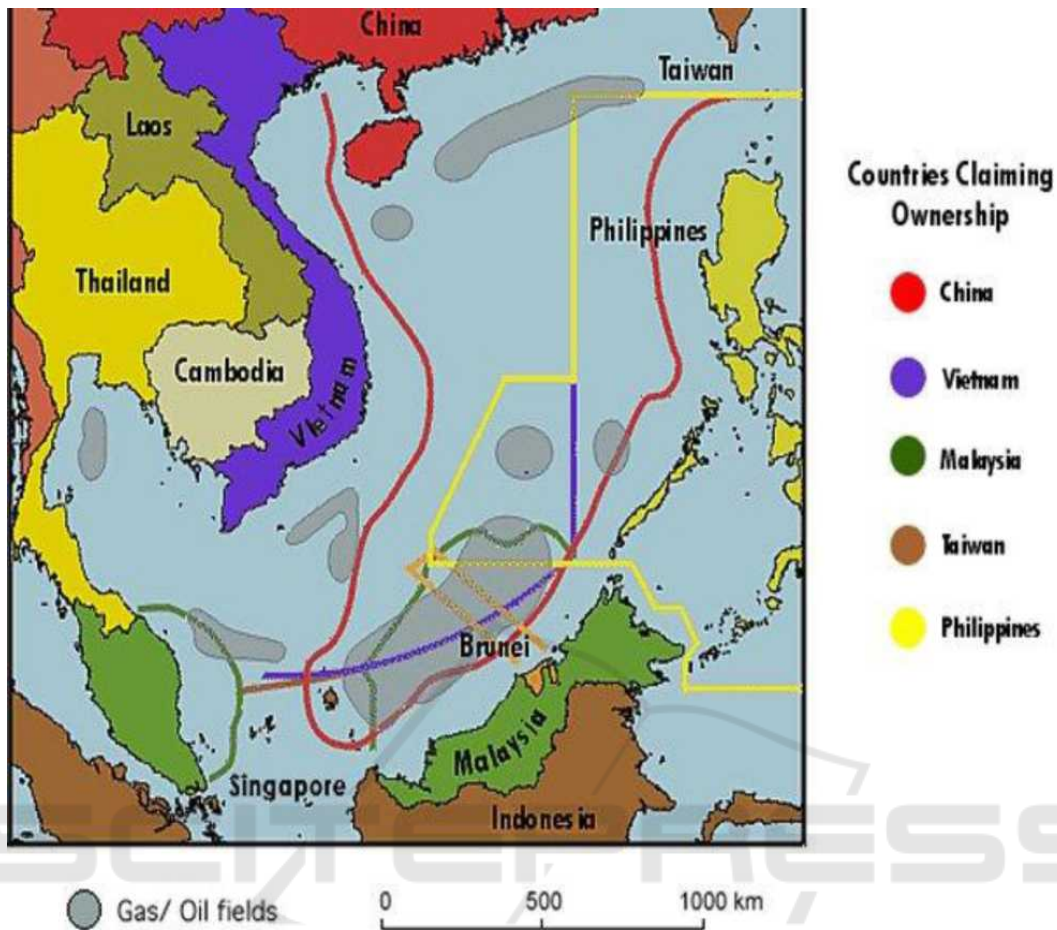 China
Taiwan
Laos
Philippines
Thailand
Cambodia
Vietnam
Brunei
Malaysia
Singapore
Indonesia
Countries Claiming
Ownership
China
Vietnam
Malaysia
Taiwan
Philippines
Gas/ Oil fields
0 500 1000 km
SCITEPRESS